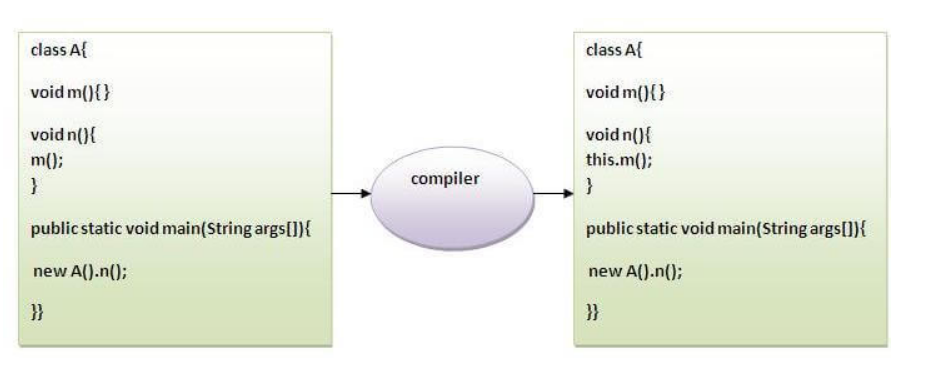 class A{
void m(){}
void n(){
m();
}
public static void main(String args[]){
new A().n();
}}
compiler
class A{
void m(){}
void n(){
this.m();
}
public static void main(String args[]){
new A().n();
}}